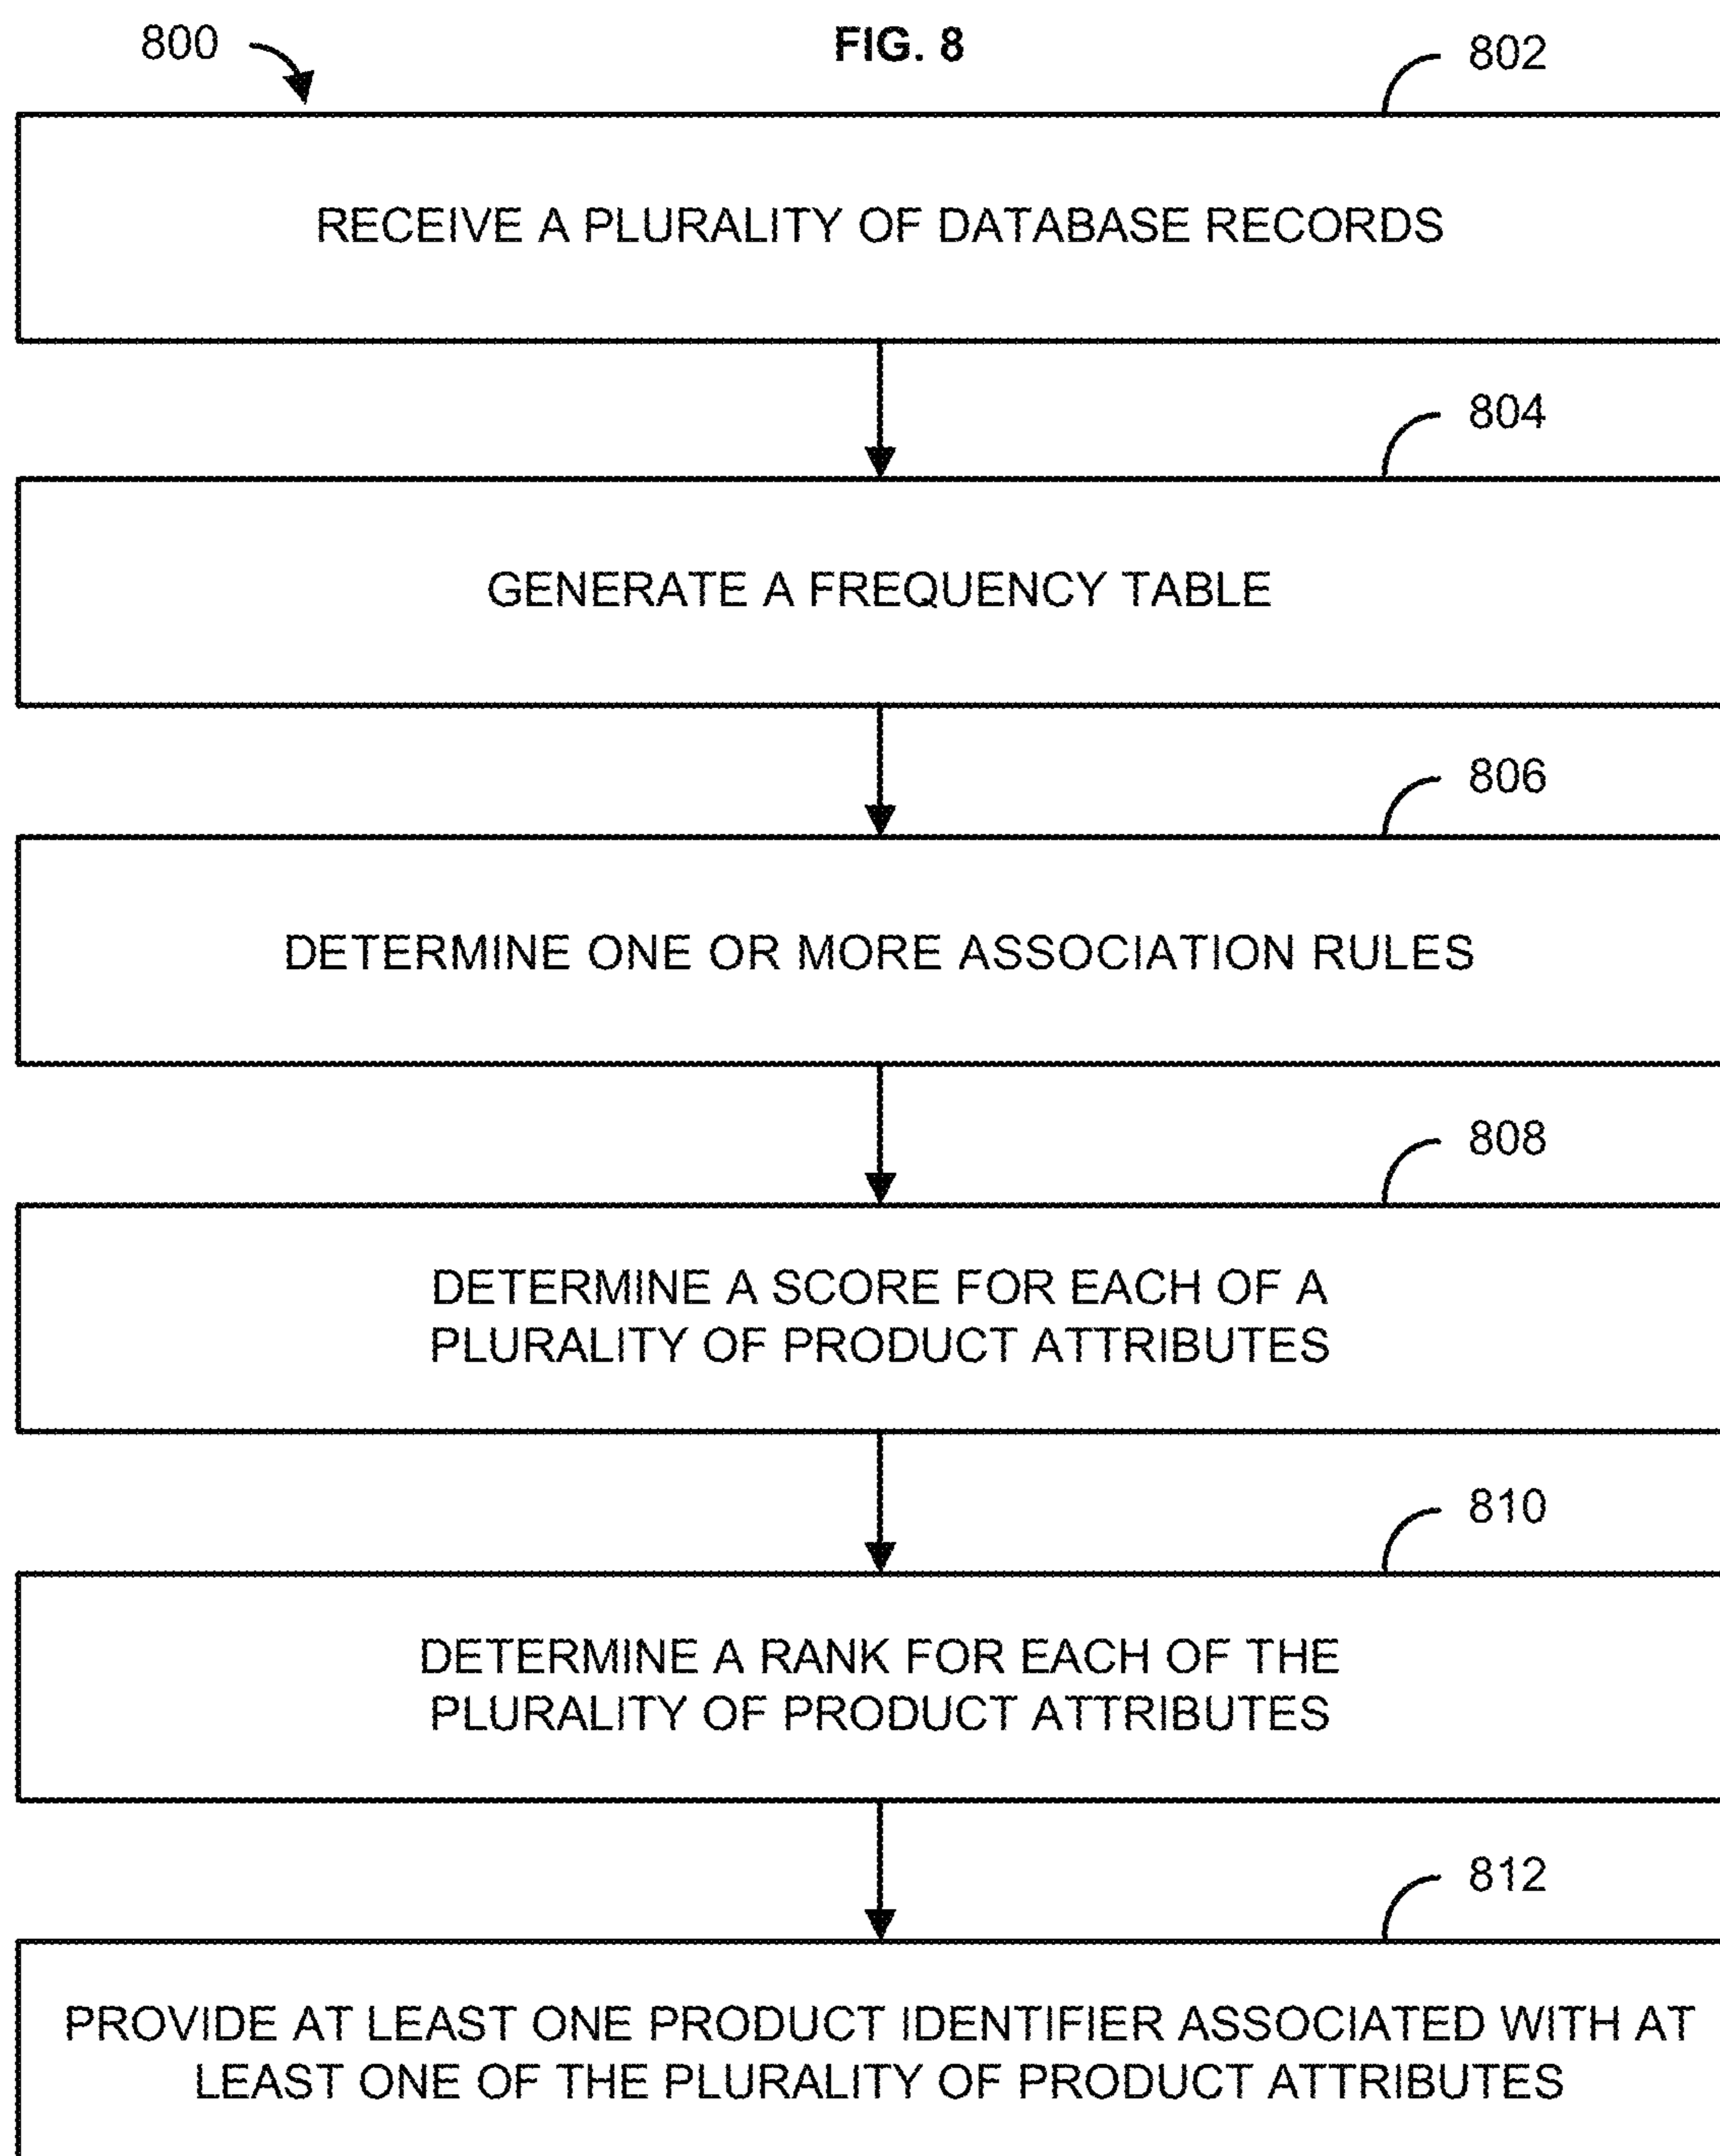 800
FIG. 8
802
RECEIVE A PLURALITY OF DATABASE RECORDS
804
GENERATE A FREQUENCY TABLE
806
DETERMINE ONE OR MORE ASSOCIATION RULES
808
DETERMINE A SCORE FOR EACH OF A
PLURALITY OF PRODUCT ATTRIBUTES
810
DETERMINE A RANK FOR EACH OF THE
PLURALITY OF PRODUCT ATTRIBUTES
812
PROVIDE AT LEAST ONE PRODUCT IDENTIFIER ASSOCIATED WITH AT
LEAST ONE OF THE PLURALITY OF PRODUCT ATTRIBUTES